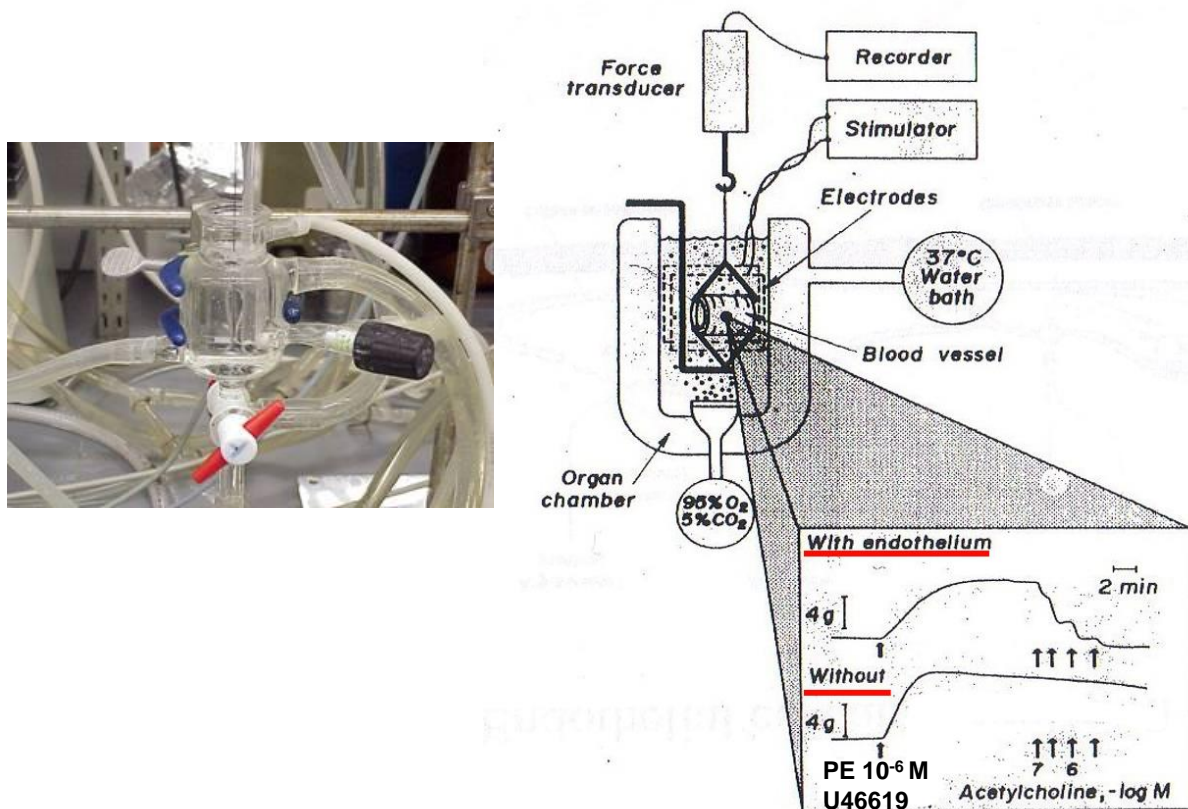 Recorder
Force
transducer
Stimulator
Electrodes
37°C
Water
bath
Blood vessel
Organ
chamber
95% O₂
5% CO₂
With endothelium
2 min
4g
Without
4g
7 6
PE 10⁻⁶ M
U46619
Acetylcholine, -log M